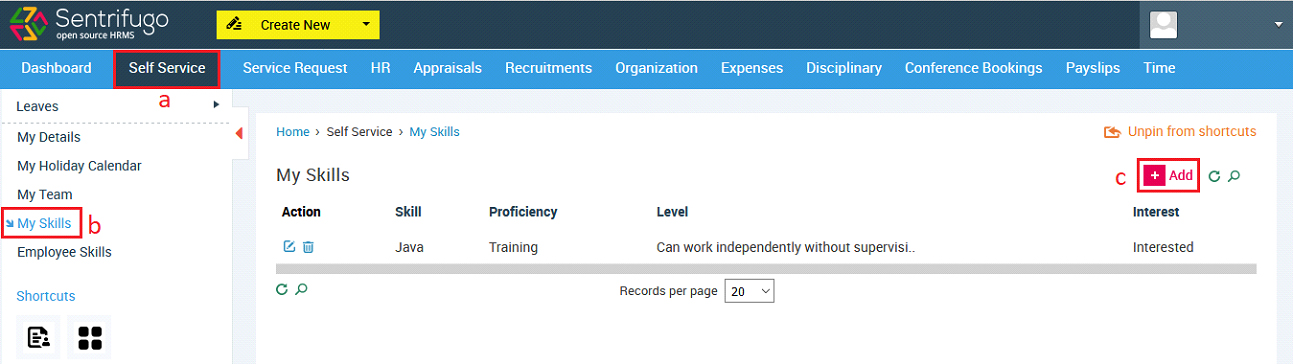 Sentrifugo
open source HRMS
Create New
Dashboard Self Service Service Request HR Appraisals Recruitments Organization Expenses Disciplinary Conference Bookings Payslips Time
a
Leaves
My Details
My Holiday Calendar
My Team
My Skills b
Employee Skills
Shortcuts
Home › Self Service › My Skills Unpin from shortcuts
My Skills c + Add
Action Skill Proficiency Level Interest
Java Training Can work independently without supervisi.. Interested
Records per page 20